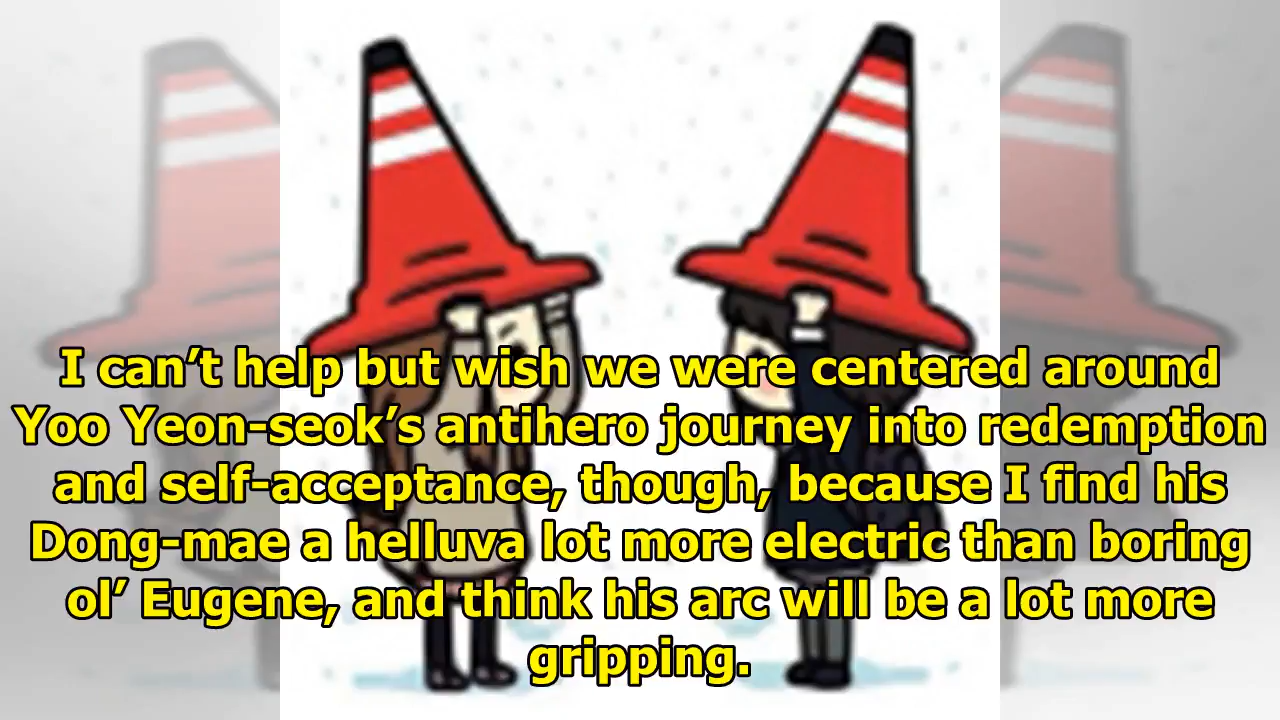 I can’t help but wish we were centered around
Yoo Yeon-seok’s antihero journey into redemption
and self-acceptance, though, because I find his
Dong-mae a helluva lot more electric than boring
ol’ Eugene, and think his arc will be a lot more
gripping.